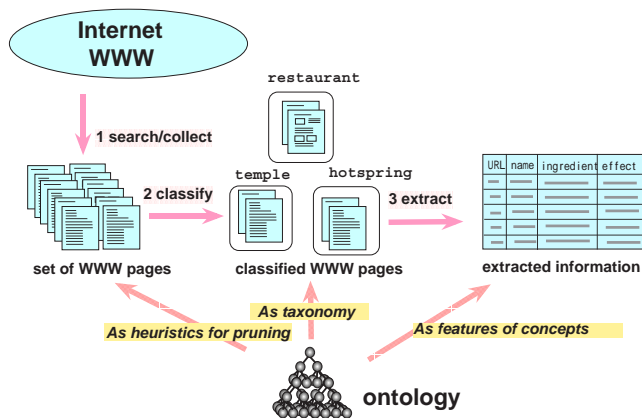 Internet
WWW
restaurant
1 search/collect
temple
hotspring
2 classify
3 extract
URL name ingredient effect
set of WWW pages
classified WWW pages
extracted information
As taxonomy
As heuristics for pruning
As features of concepts
ontology